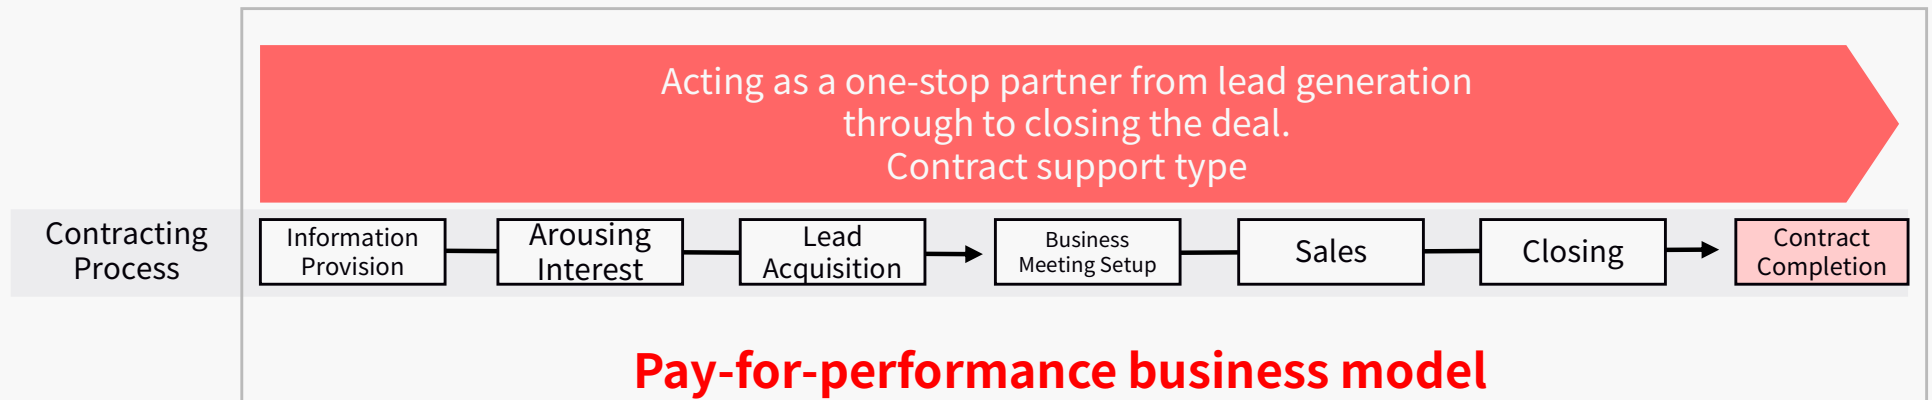 Acting as a one-stop partner from lead generation
through to closing the deal.
Contract support type
Contracting
Process
Information
Provision
Arousing
Interest
Lead
Acquisition
Business
Meeting Setup
Sales
Closing
Contract
Completion
Pay-for-performance business model